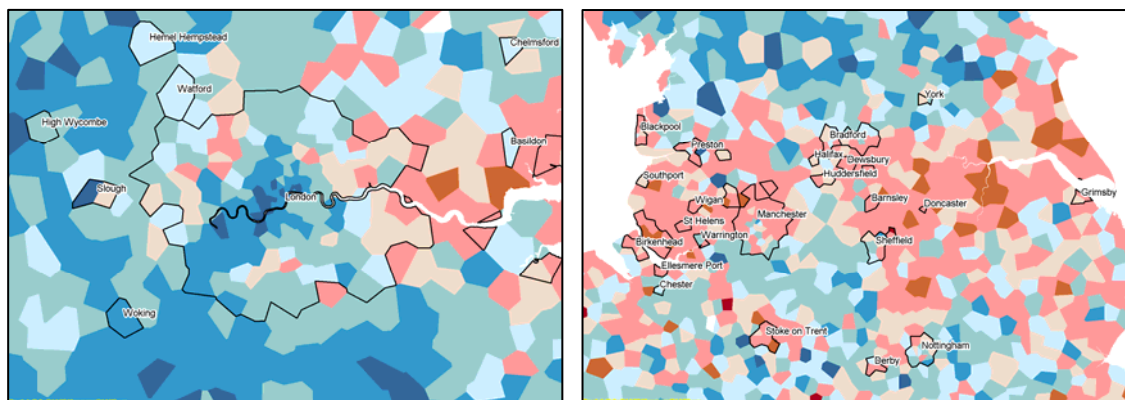 Hemel Hempstead
Chelmsford
Watford
High Wycombe
Basildon
Slough
London
Woking
York
Blackpool
Bradford
Preston
Halifax
Dewsbury
Southport
Huddersfield
Wigan
Barnsley
Grimsby
Doncaster
Manchester
St Helens
Warrington
Birkenhead
Sheffield
Ellesmere Port
Chester
Stoke on Trent
Nottingham
Derby